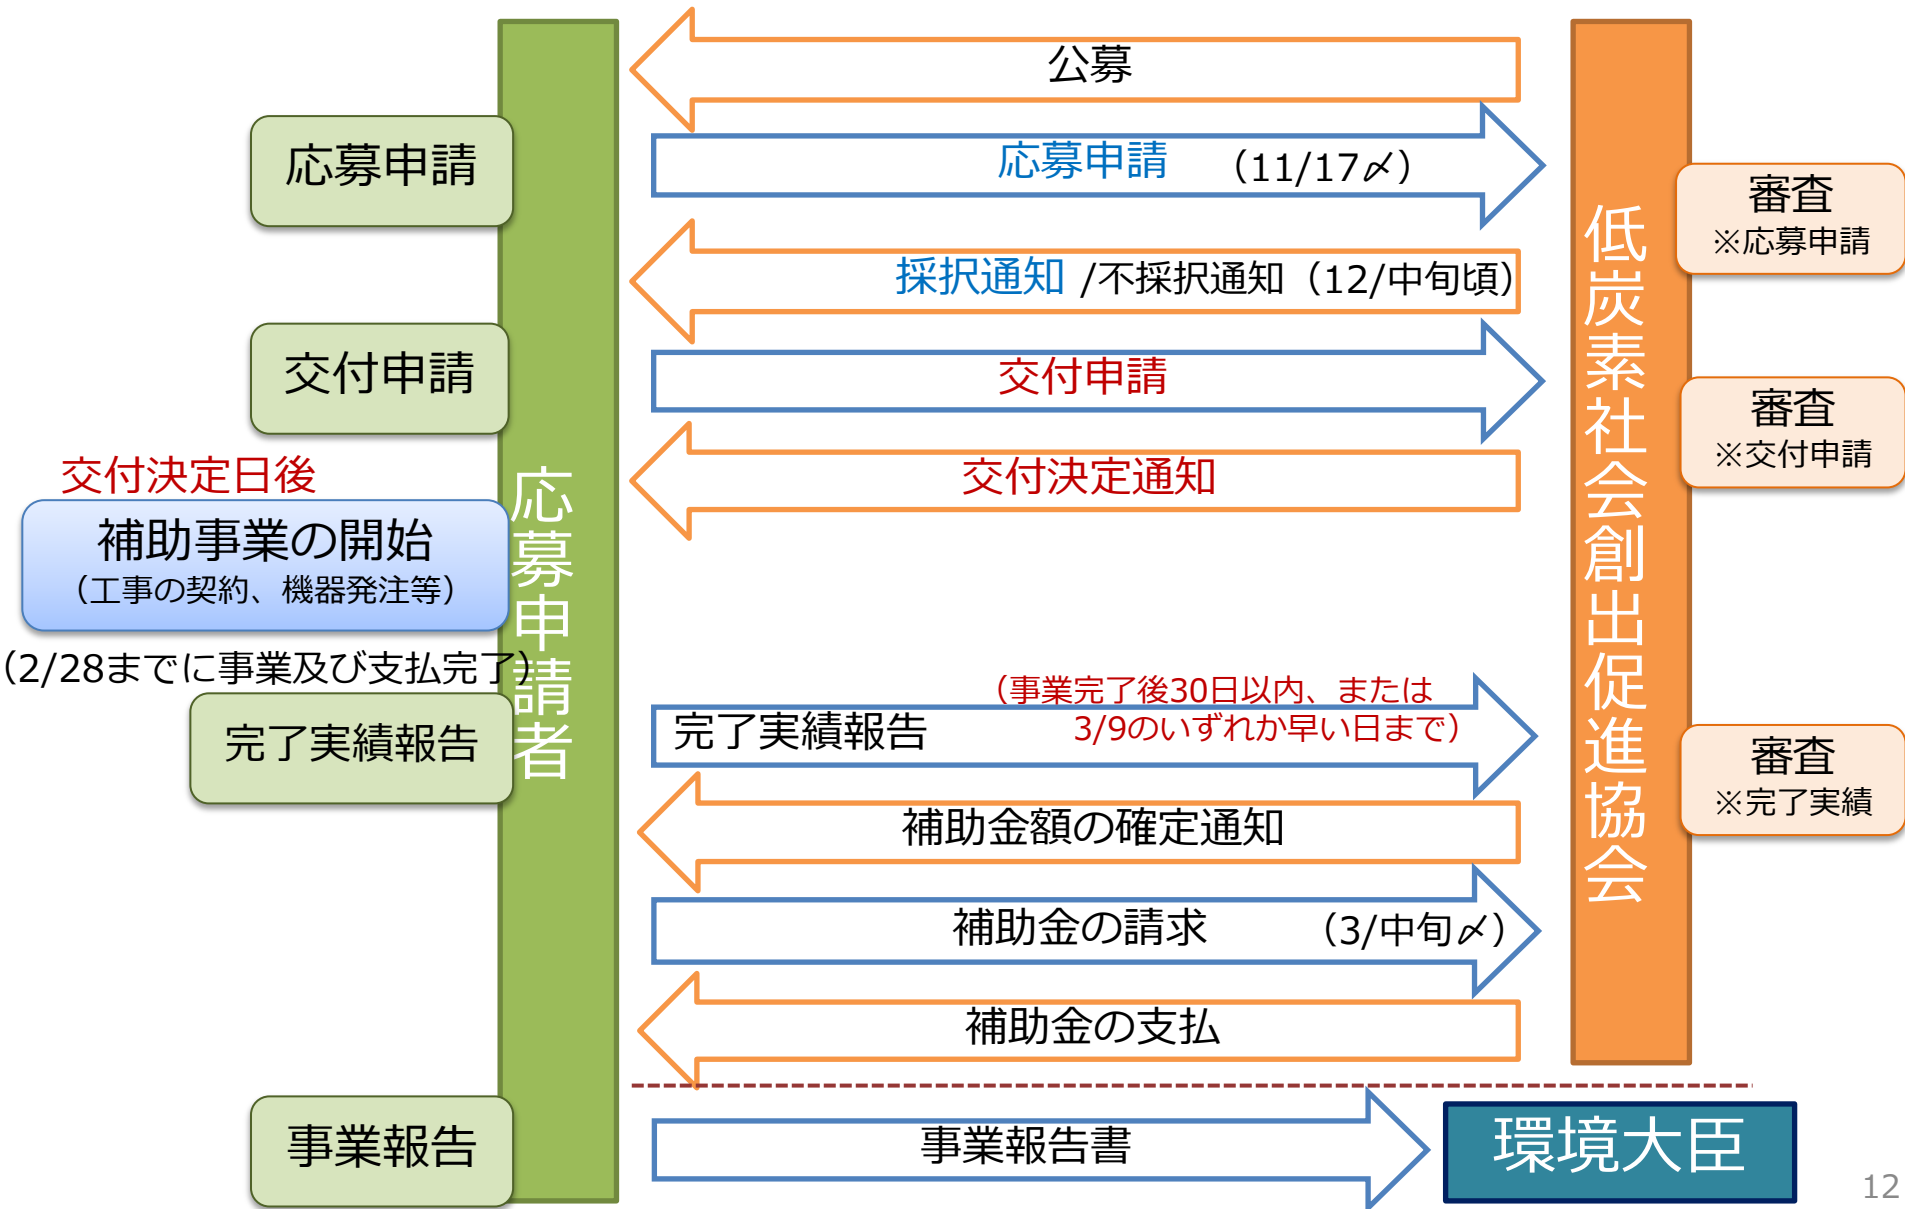 公募
応募申請
応募申請 (11/17〆)
審査
※応募申請
採択通知 /不採択通知（12/中旬頃）
交付申請
交付申請
審査
※交付申請
交付決定通知
交付決定日後
補助事業の開始
（工事の契約、機器発注等）
（2/28までに事業及び支払完了）
応募申請者
低炭素社会創出促進協会
（事業完了後30日以内、または
3/9のいずれか早い日まで）
完了実績報告
完了実績報告
審査
※完了実績
補助金額の確定通知
補助金の請求 （3/中旬〆）
補助金の支払
事業報告
事業報告書
環境大臣
12